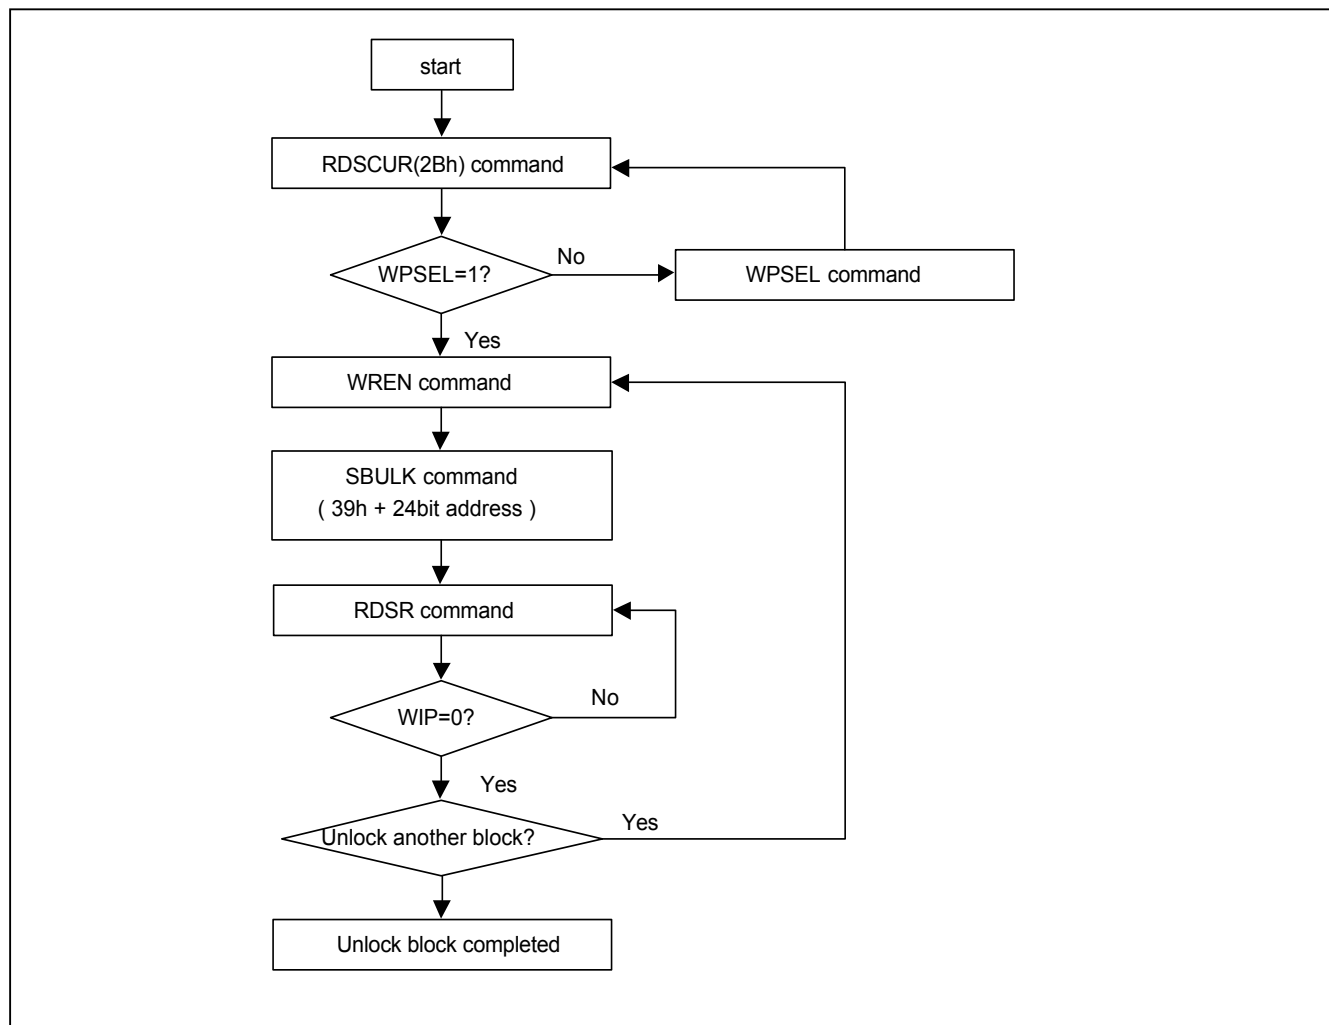 start
RDSCUR(2Bh) command
WPSEL=1?
No
WPSEL command
Yes
WREN command
SBULK command
( 39h + 24bit address )
RDSR command
WIP=0?
No
Yes
Unlock another block?
Yes
Unlock block completed